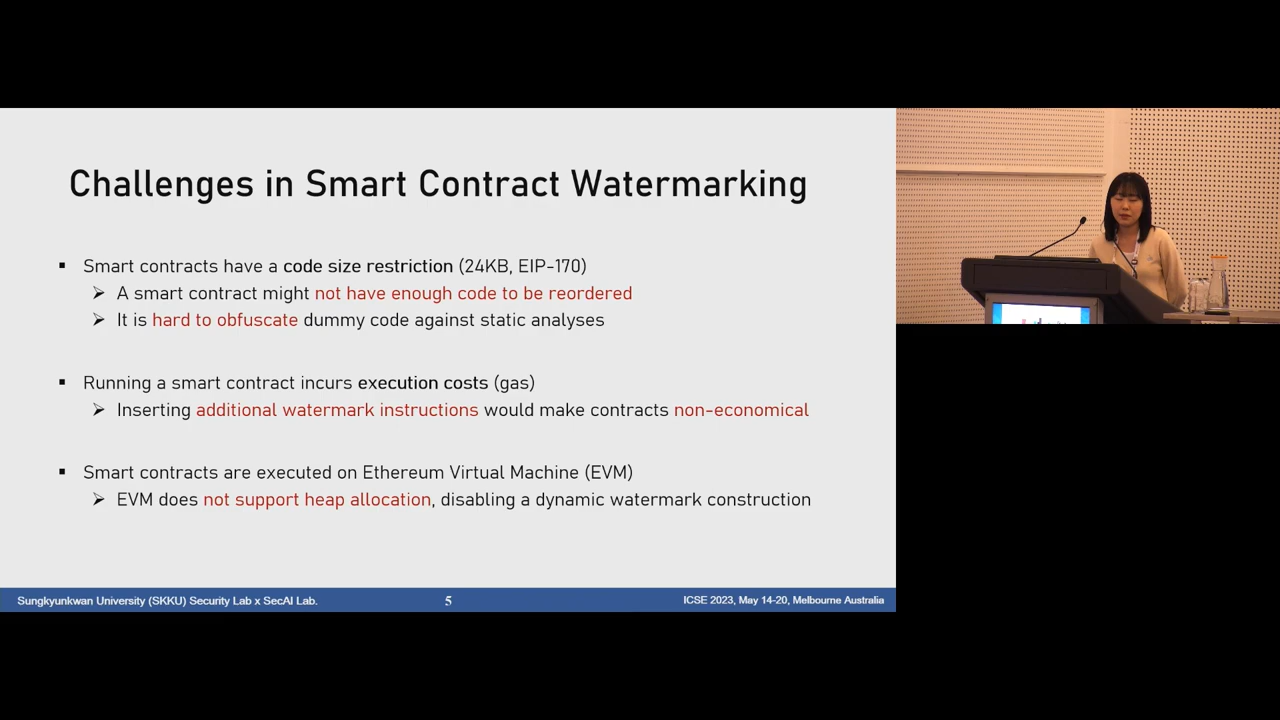 Challenges in Smart Contract Watermarking
▪ Smart contracts have a code size restriction (24KB, EIP-170)
➢ A smart contract might not have enough code to be reordered
➢ It is hard to obfuscate dummy code against static analyses
▪ Running a smart contract incurs execution costs (gas)
➢ Inserting additional watermark instructions would make contracts non-economical
▪ Smart contracts are executed on Ethereum Virtual Machine (EVM)
➢ EVM does not support heap allocation, disabling a dynamic watermark construction
Sungkyunkwan University (SKKU) Security Lab x SecAI Lab. 5 ICSE 2023, May 14-20, Melbourne Australia